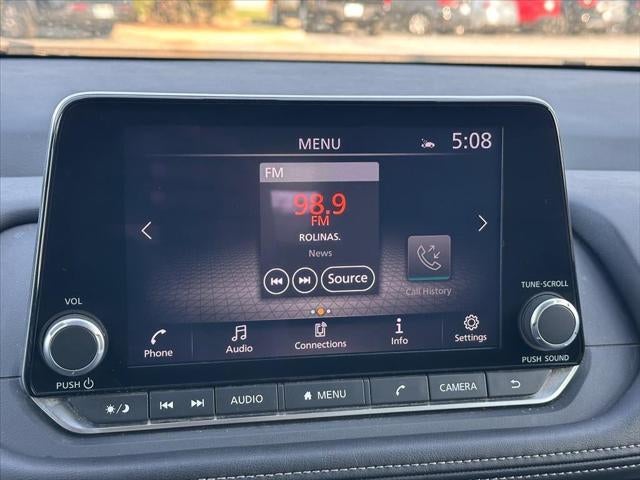 MENU 5:08
FM
98.9
FM
ROLINAS.
News
Source
Call History
Phone Audio Connections Info Settings
VOL
PUSH
TUNE·SCROLL
PUSH SOUND
AUDIO MENU CAMERA